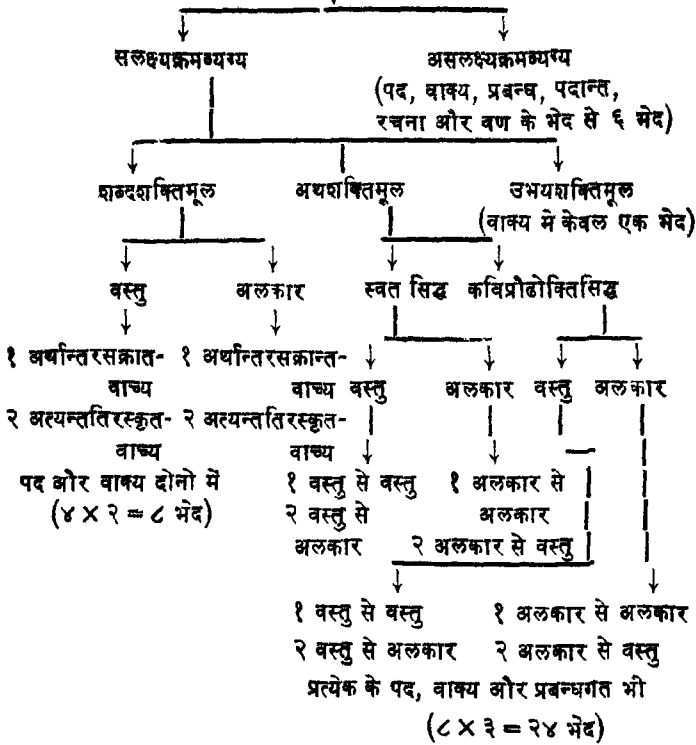 सलक्ष्यक्रमव्यग्य असलक्ष्यक्रमव्यग्य
(पद, वाक्य, प्रबन्ध, पदान्त,
रचना और वण के भेद से ६ भेद)
शब्दशक्तिमूल अथशक्तिमूल उभयशक्तिमूल
(वाक्य मे केवल एक भेद)
वस्तु अलकार स्वत सिद्ध कविप्रौढोक्तिसिद्ध
१ अर्थान्तरसक्रात- १ अर्थान्तरसक्रान्त-
वाच्य वाच्य वस्तु अलकार वस्तु अलकार
२ अत्यन्ततिरस्कृत- २ अत्यन्ततिरस्कृत-
वाच्य वाच्य
पद और वाक्य दोनो में १ वस्तु से वस्तु १ अलकार से
(४ × २ = ८ भेद) २ वस्तु से अलकार
अलकार २ अलकार से वस्तु
१ वस्तु से वस्तु १ अलकार से अलकार
२ वस्तु से अलकार २ अलकार से वस्तु
प्रत्येक के पद, वाक्य और प्रबन्धगत भी
(८ × ३ = २४ भेद)